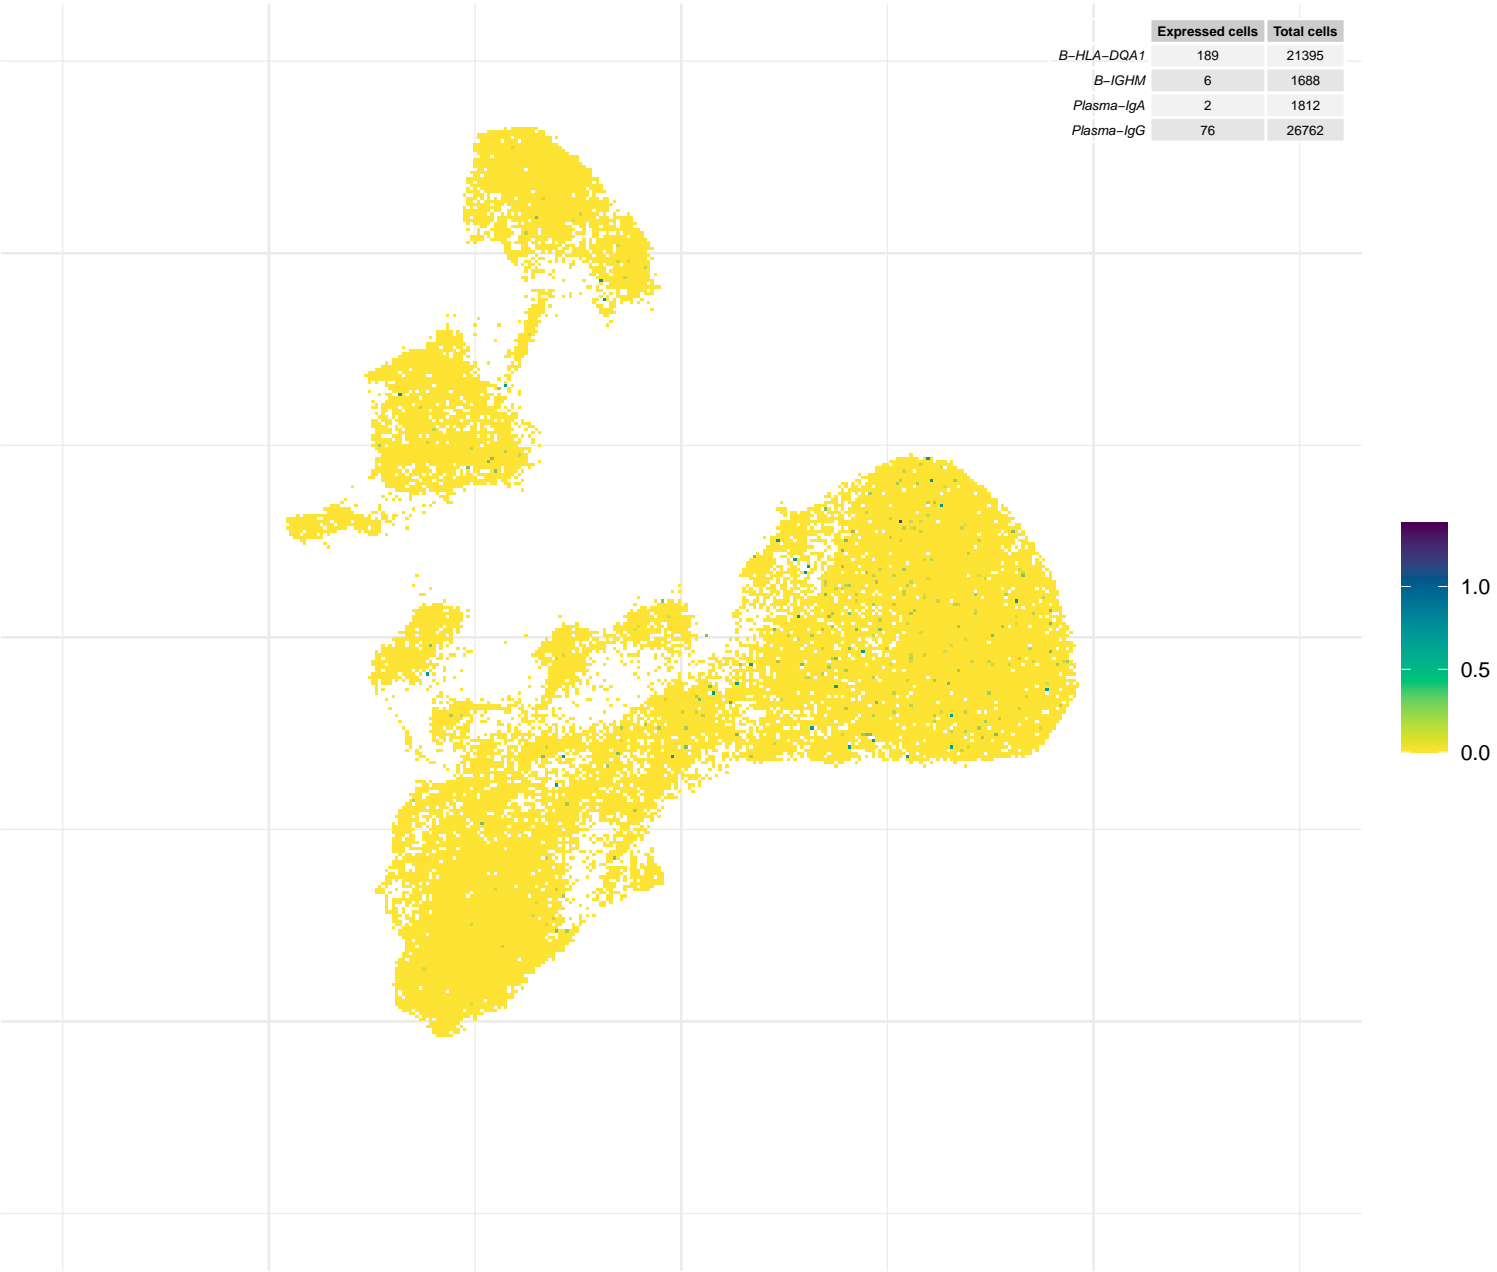 Expressed cells Total cells
B−HLA−DQA1 189 21395
B−IGHM 6 1688
Plasma−IgA 2 1812
Plasma−IgG 76 26762
1.0
0.5
0.0